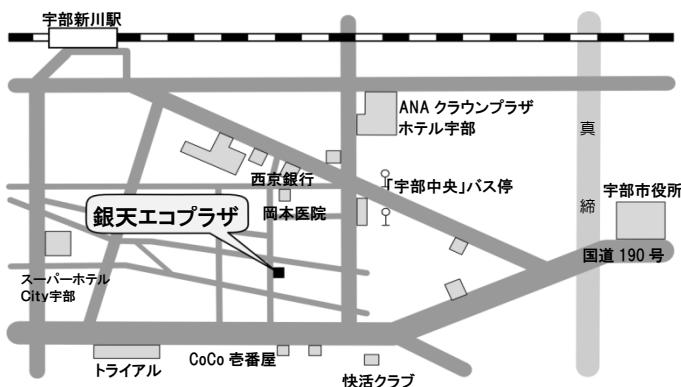 宇部新川駅
ANA クラウンプラザ
ホテル宇部
真
締
西京銀行
「宇部中央」バス停
宇部市役所
岡本医院
銀天エコプラザ
国道 190 号
スーパーホテル
City宇部
トライアル
CoCo 壱番屋
快活クラブ